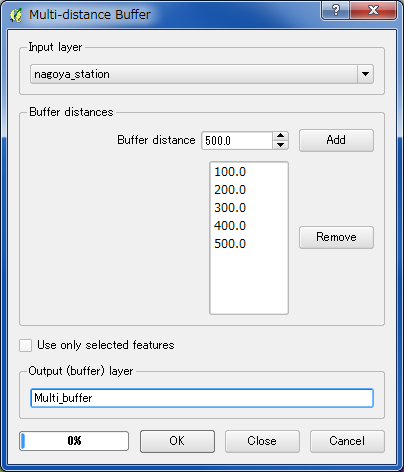 Multi-distance Buffer
Input layer
nagoya_station
Buffer distances
Buffer distance 500.0 Add
100.0
200.0
300.0
400.0
500.0
Remove
Use only selected features
Output (buffer) layer
Multi_buffer
0% OK Close Cancel